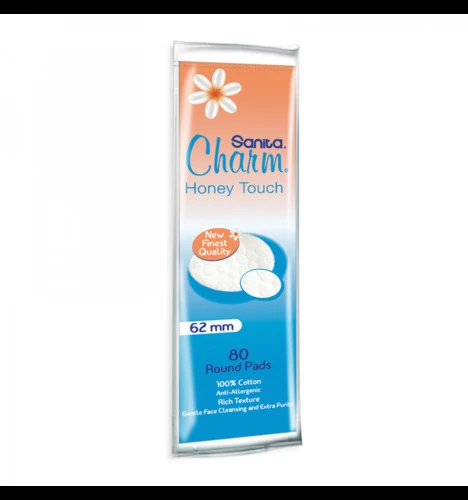 Sanita.
Charm®
Honey Touch
New
Finest
Quality
62 mm
80
Round Pads
100% Cotton
Anti-Allergenic
Rich Texture
Gentle Face Cleansing and Extra Purity